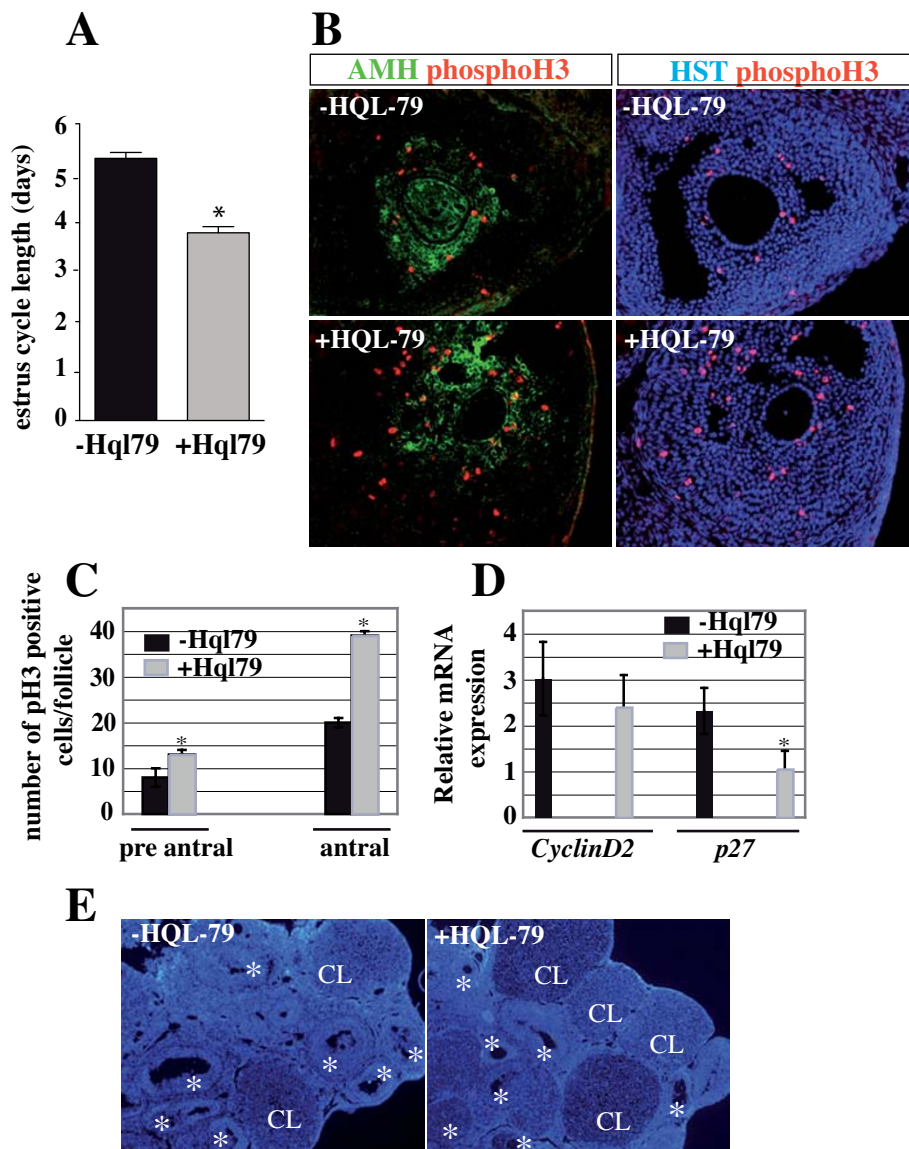 A
estrus cycle length (days)
6
5
4
3
2
1
0
*
-Hql79 +Hql79
B
AMH phosphoH3
HST phosphoH3
-HQL-79
-HQL-79
+HQL-79
+HQL-79
C
number of pH3 positive
cells/follicle
40
30
20
10
0
-Hql79
+Hql79
*
*
pre antral
antral
D
Relative mRNA
expression
4
3
2
1
0
-Hql79
+Hql79
*
CyclinD2
p27
E
-HQL-79
* CL
* * *
* *
* * CL
+HQL-79
* CL
CL
* * CL
* *
* CL